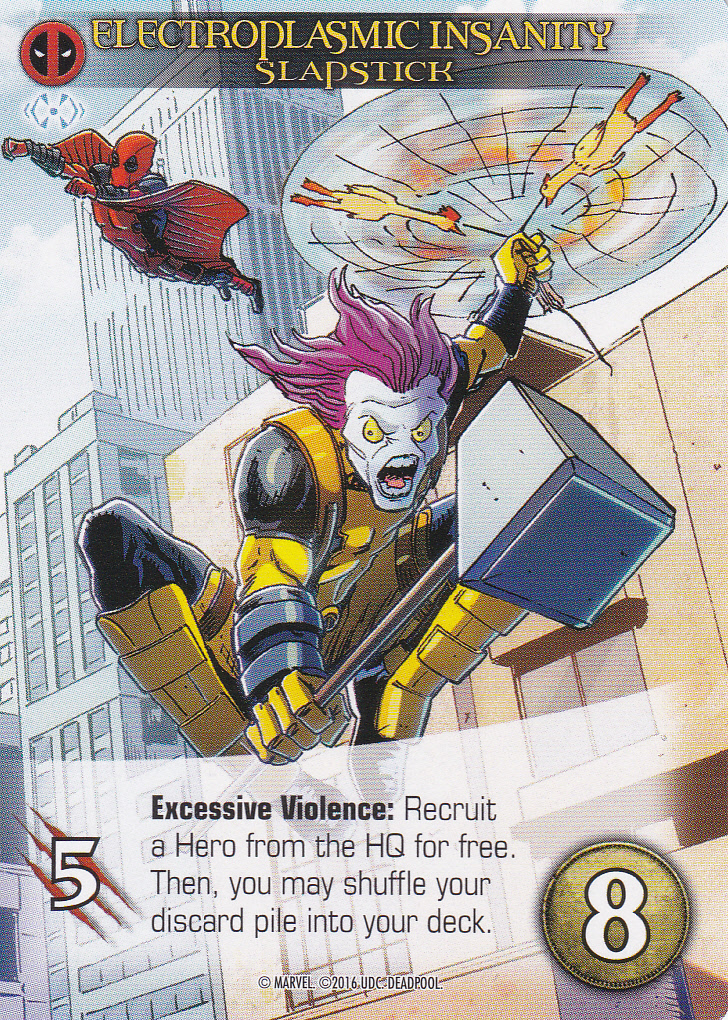 ELECTROPLASMIC INSANITY
SLAPSTICK
Excessive Violence: Recruit
a Hero from the HQ for free.
Then, you may shuffle your
discard pile into your deck.
5
8
© MARVEL. ©2016 UDC. DEADPOOL.